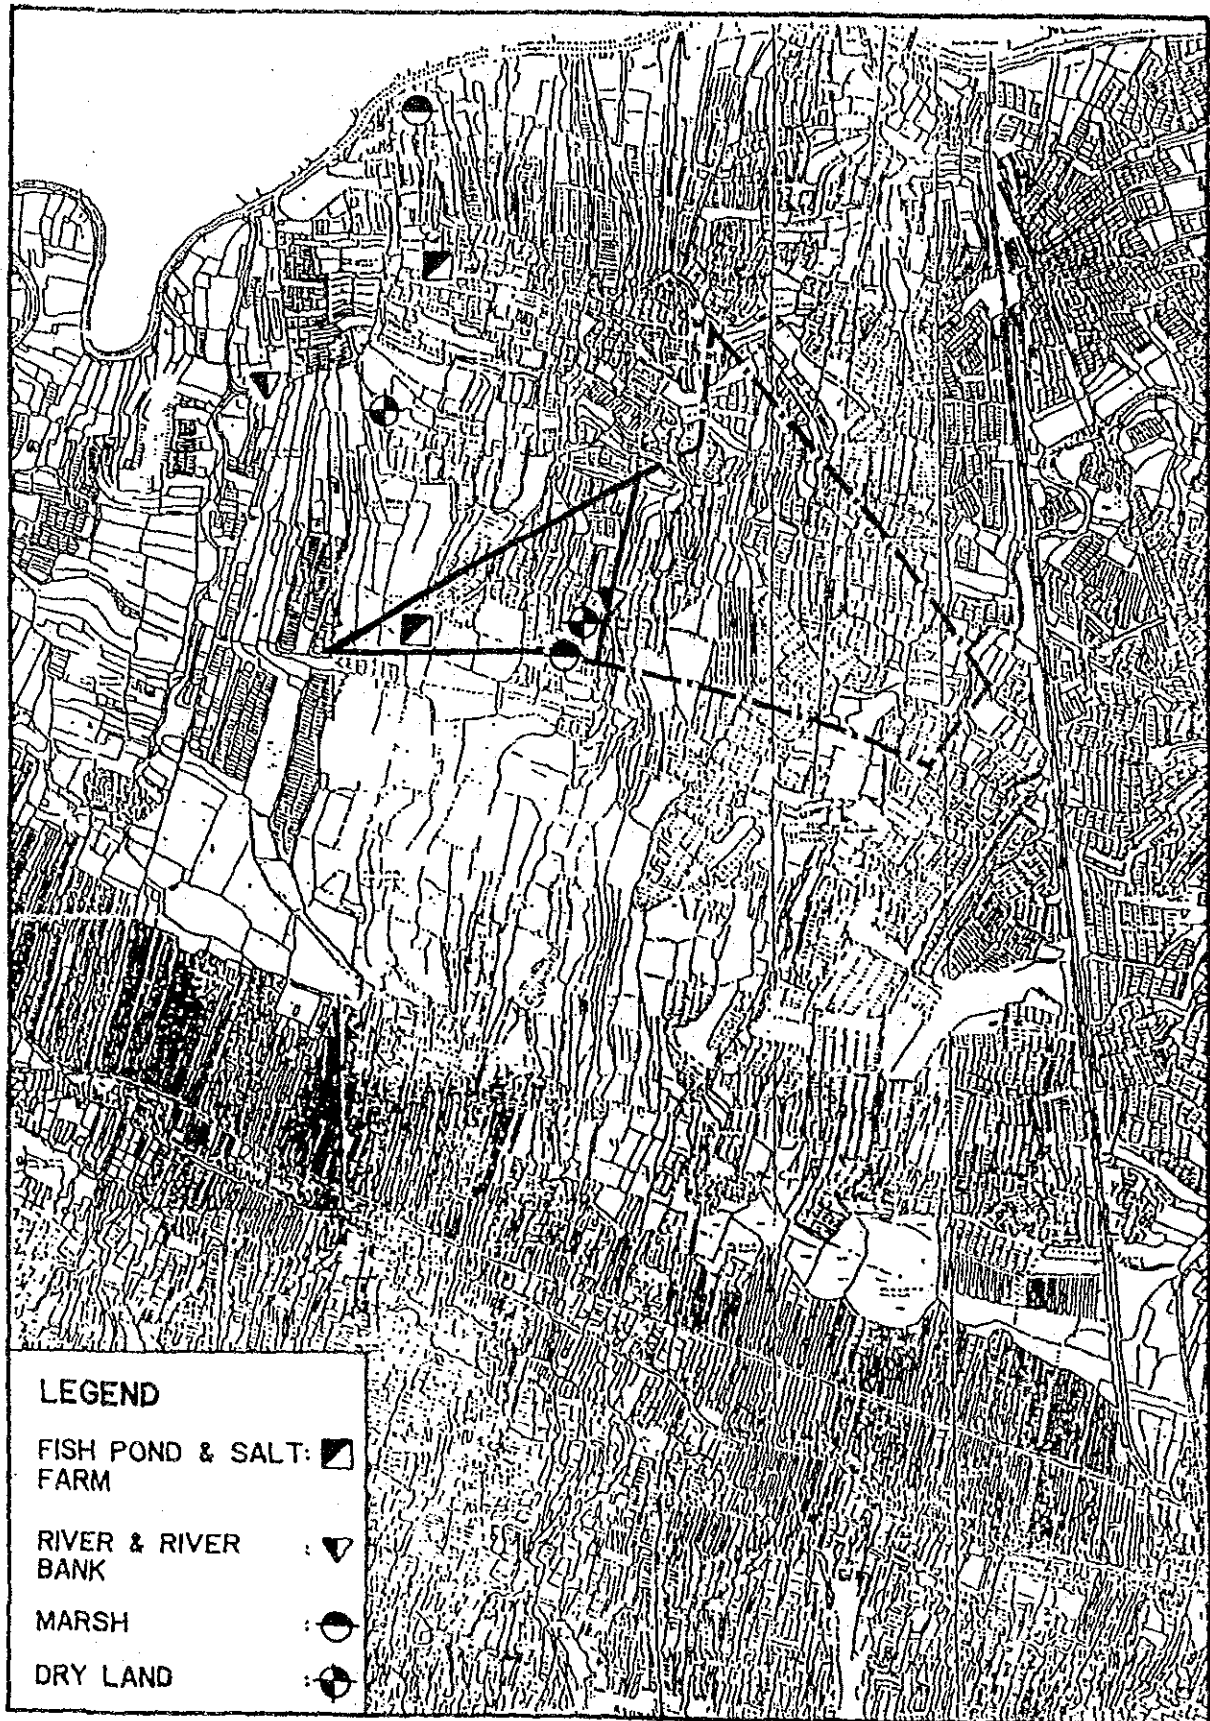 LEGEND
FISH POND & SALT:
FARM
RIVER & RIVER :
BANK
MARSH :
DRY LAND :